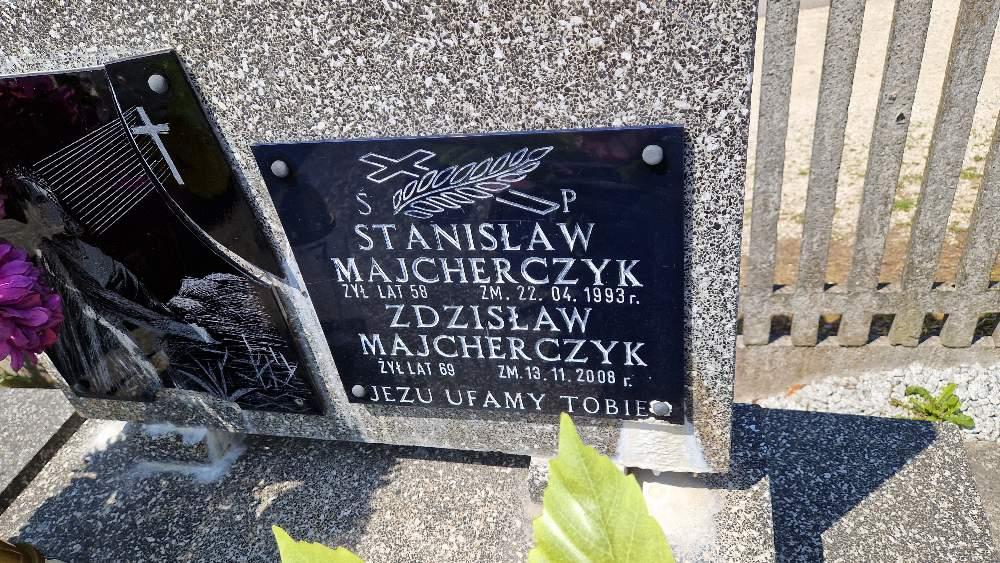 Ś P
STANISŁAW
MAJCHERCZYK
ŻYŁ LAT 58 ZM. 22. 04. 1993 r.
ZDZISŁAW
MAJCHERCZYK
ŻYŁ LAT 69 ZM. 13. 11. 2008 r.
JEZU UFAMY TOBIE